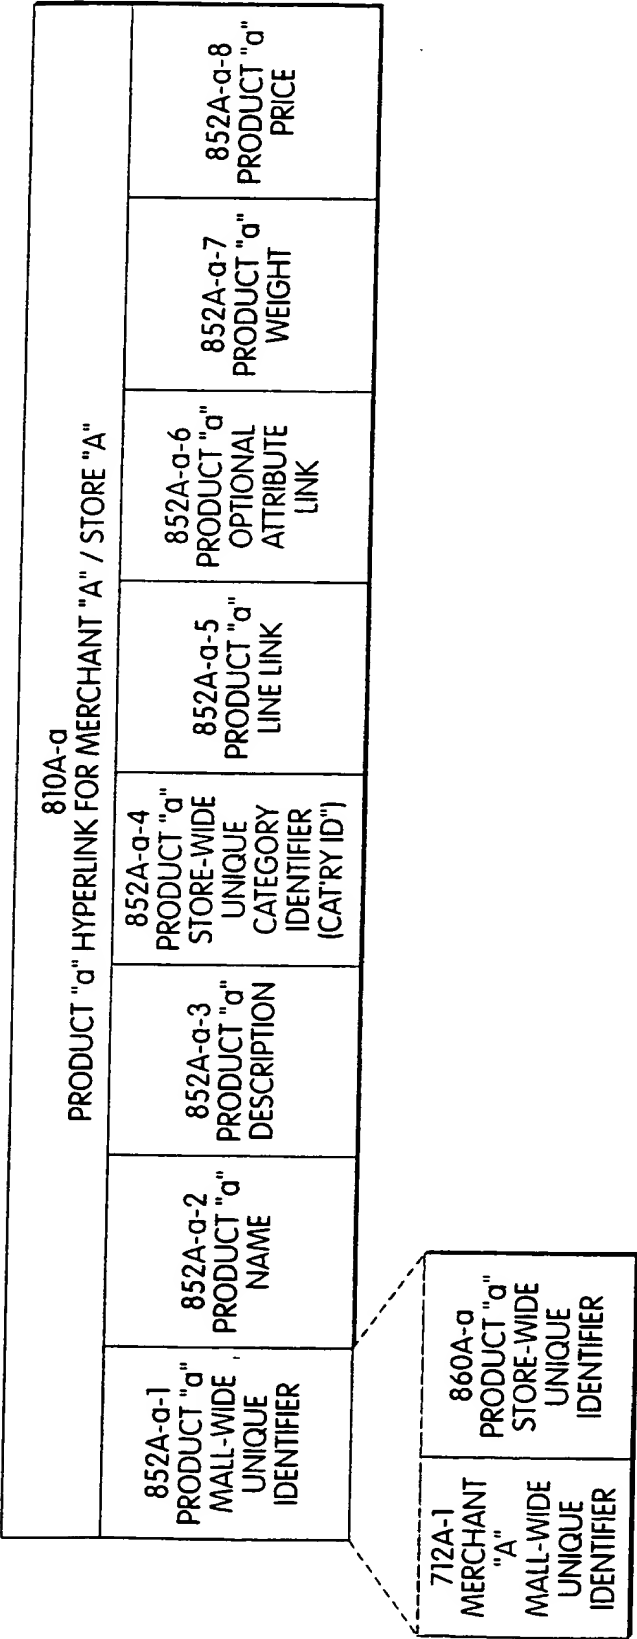 810A-a
PRODUCT "a" HYPERLINK FOR MERCHANT "A" / STORE "A"
852A-a-1
PRODUCT "a"
MALL-WIDE
UNIQUE
IDENTIFIER
852A-a-2
PRODUCT "a"
NAME
852A-a-3
PRODUCT "a"
DESCRIPTION
852A-a-4
PRODUCT "a"
STORE-WIDE
UNIQUE
CATEGORY
IDENTIFIER
(CAT'RY ID")
852A-a-5
PRODUCT "a"
LINE LINK
852A-a-6
PRODUCT "a"
OPTIONAL
ATTRIBUTE
LINK
852A-a-7
PRODUCT "a"
WEIGHT
852A-a-8
PRODUCT "a"
PRICE
712A-1
MERCHANT
"A"
MALL-WIDE
UNIQUE
IDENTIFIER
860A-a
PRODUCT "a"
STORE-WIDE
UNIQUE
IDENTIFIER